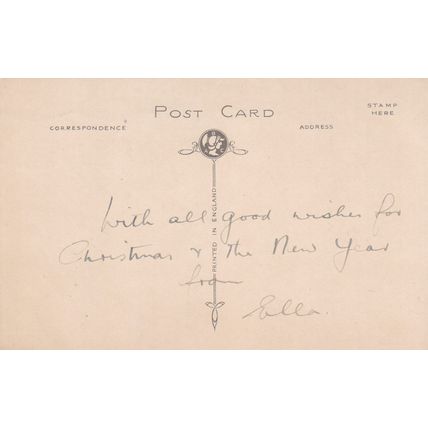 POST CARD
STAMP
HERE
CORRESPONDENCE
ADDRESS
PRINTED IN ENGLAND
With all good wishes for
Christmas & the New Year
from
Ella.